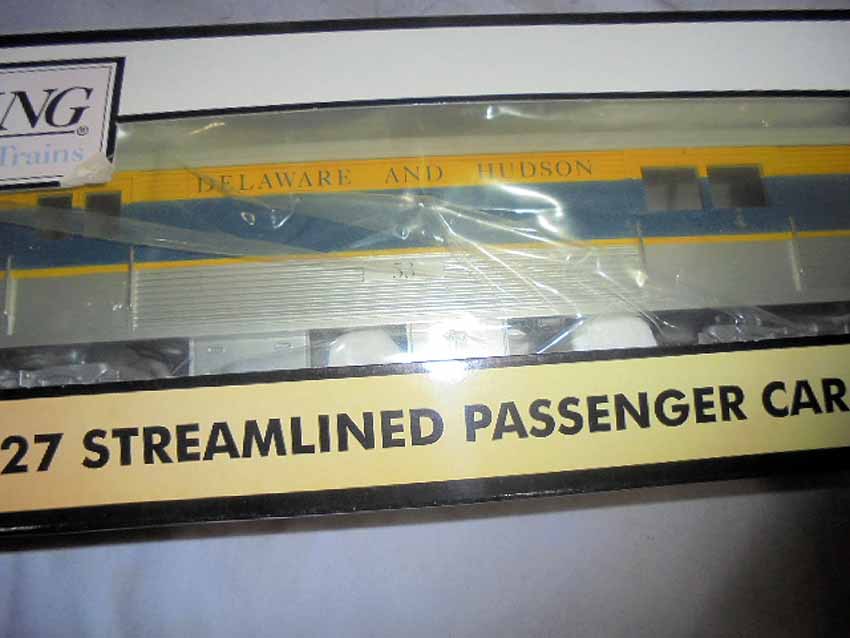 NG®
Trains
DELAWARE AND HUDSON
53
27 STREAMLINED PASSENGER CAR